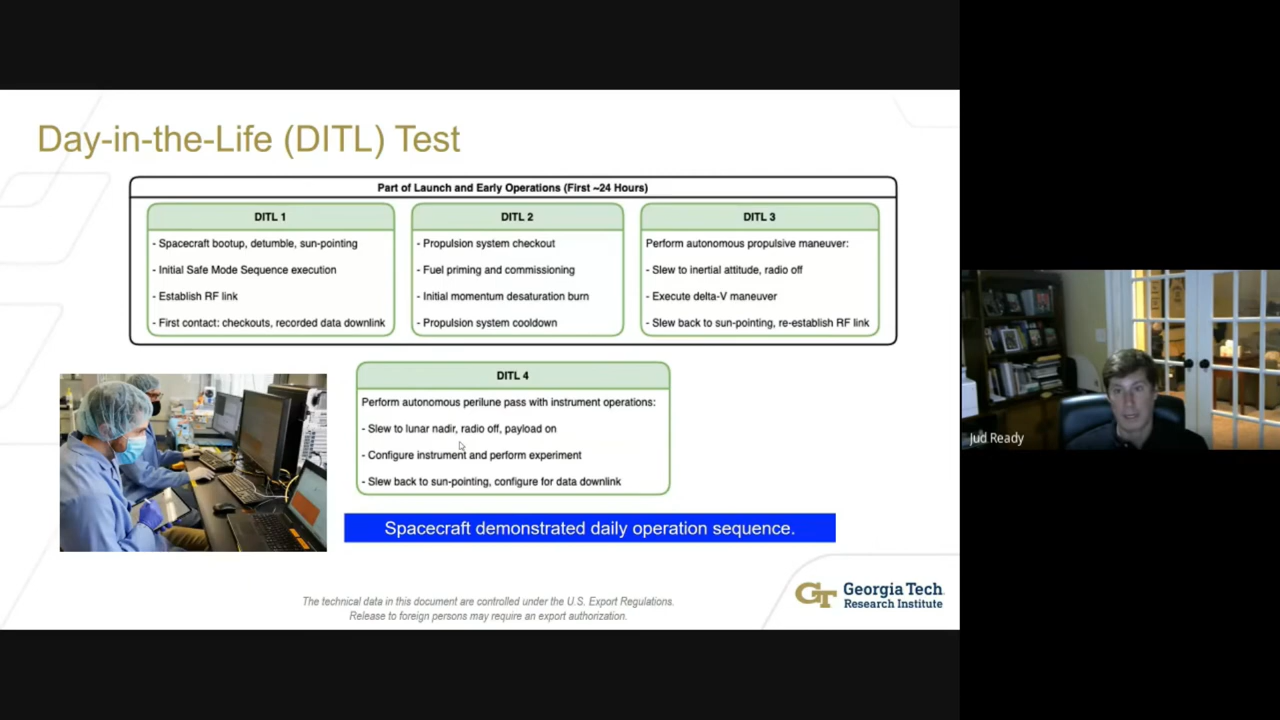 Day-in-the-Life (DITL) Test
Part of Launch and Early Operations (First ~24 Hours)
DITL 1
- Spacecraft bootup, detumble, sun-pointing
- Initial Safe Mode Sequence execution
- Establish RF link
- First contact: checkouts, recorded data downlink
DITL 2
- Propulsion system checkout
- Fuel priming and commissioning
- Initial momentum desaturation burn
- Propulsion system cooldown
DITL 3
Perform autonomous propulsive maneuver:
- Slew to inertial attitude, radio off
- Execute delta-V maneuver
- Slew back to sun-pointing, re-establish RF link
DITL 4
Perform autonomous perilune pass with instrument operations:
- Slew to lunar nadir, radio off, payload on
- Configure instrument and perform experiment
- Slew back to sun-pointing, configure for data downlink
Spacecraft demonstrated daily operation sequence.
The technical data in this document are controlled under the U.S. Export Regulations.
Release to foreign persons may require an export authorization.
GT Georgia Tech
Research Institute
Jud Ready